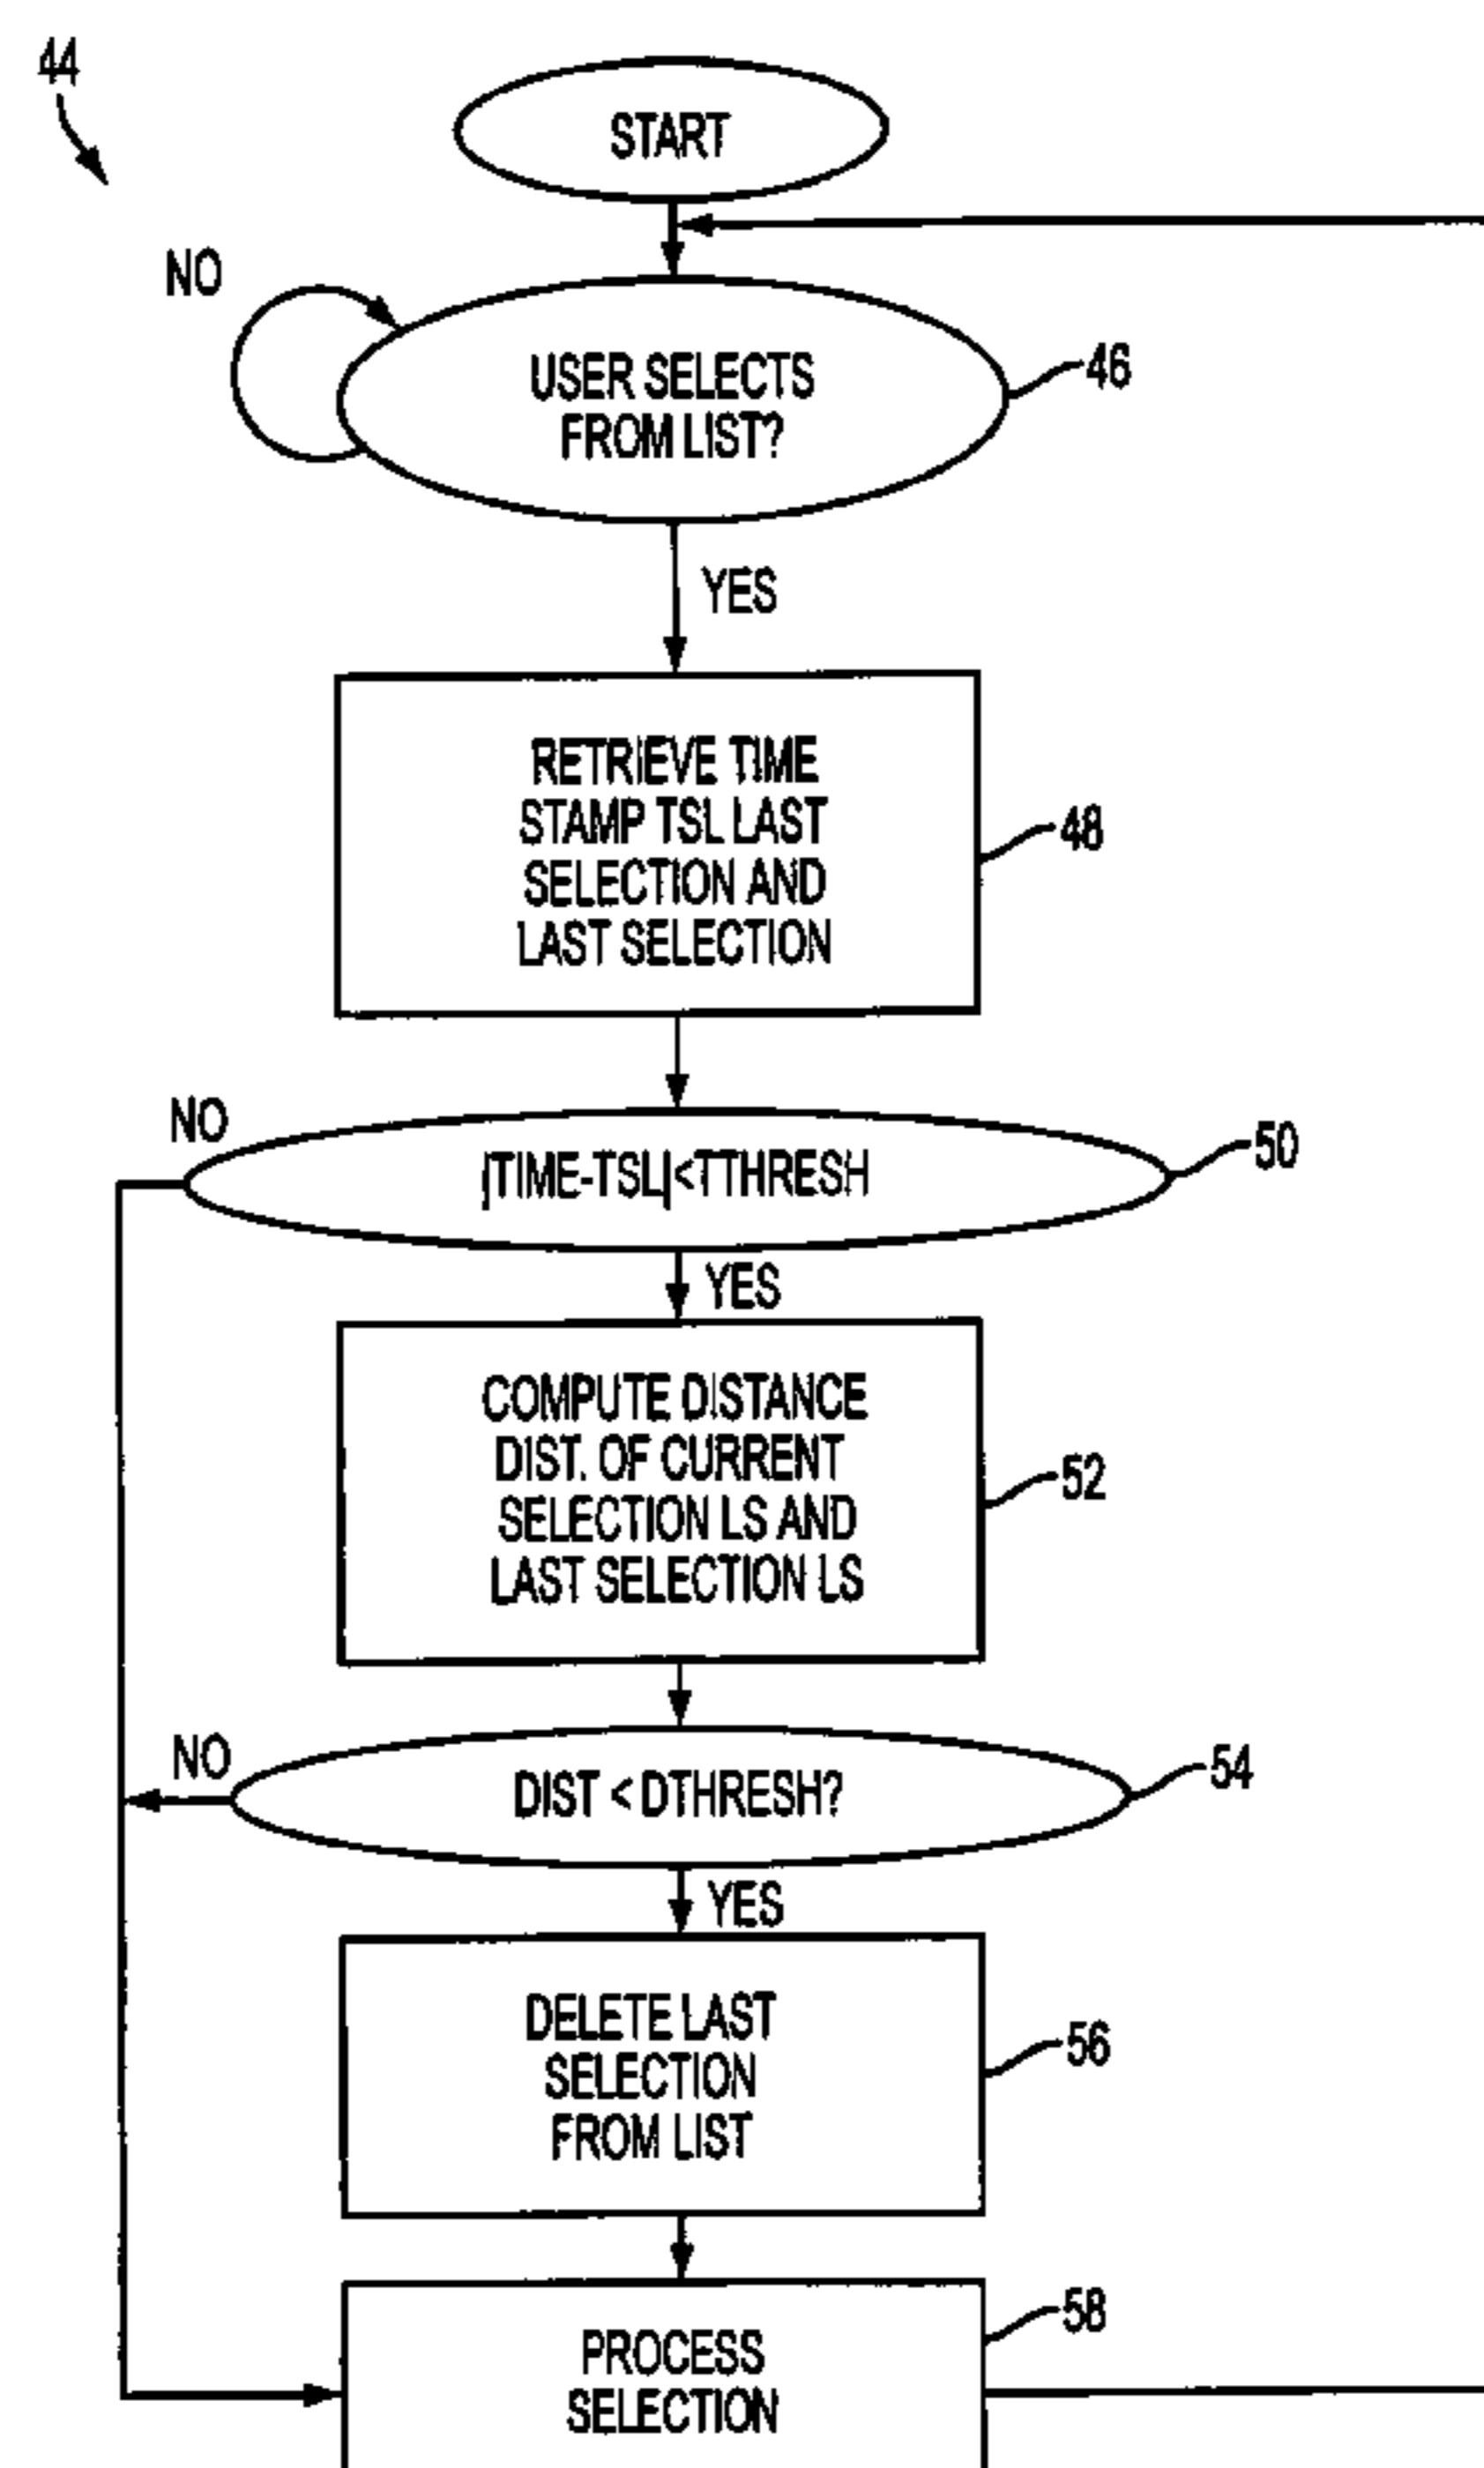 44
START
NO
USER SELECTS
FROM LIST?
46
YES
RETRIEVE TIME
STAMP TSL LAST
SELECTION AND
LAST SELECTION
48
NO
|TIME-TSL|<TTHRESH
50
YES
COMPUTE DISTANCE
DIST. OF CURRENT
SELECTION LS AND
LAST SELECTION LS
52
NO
DIST < DTHRESH?
54
YES
DELETE LAST
SELECTION
FROM LIST
56
PROCESS
SELECTION
58